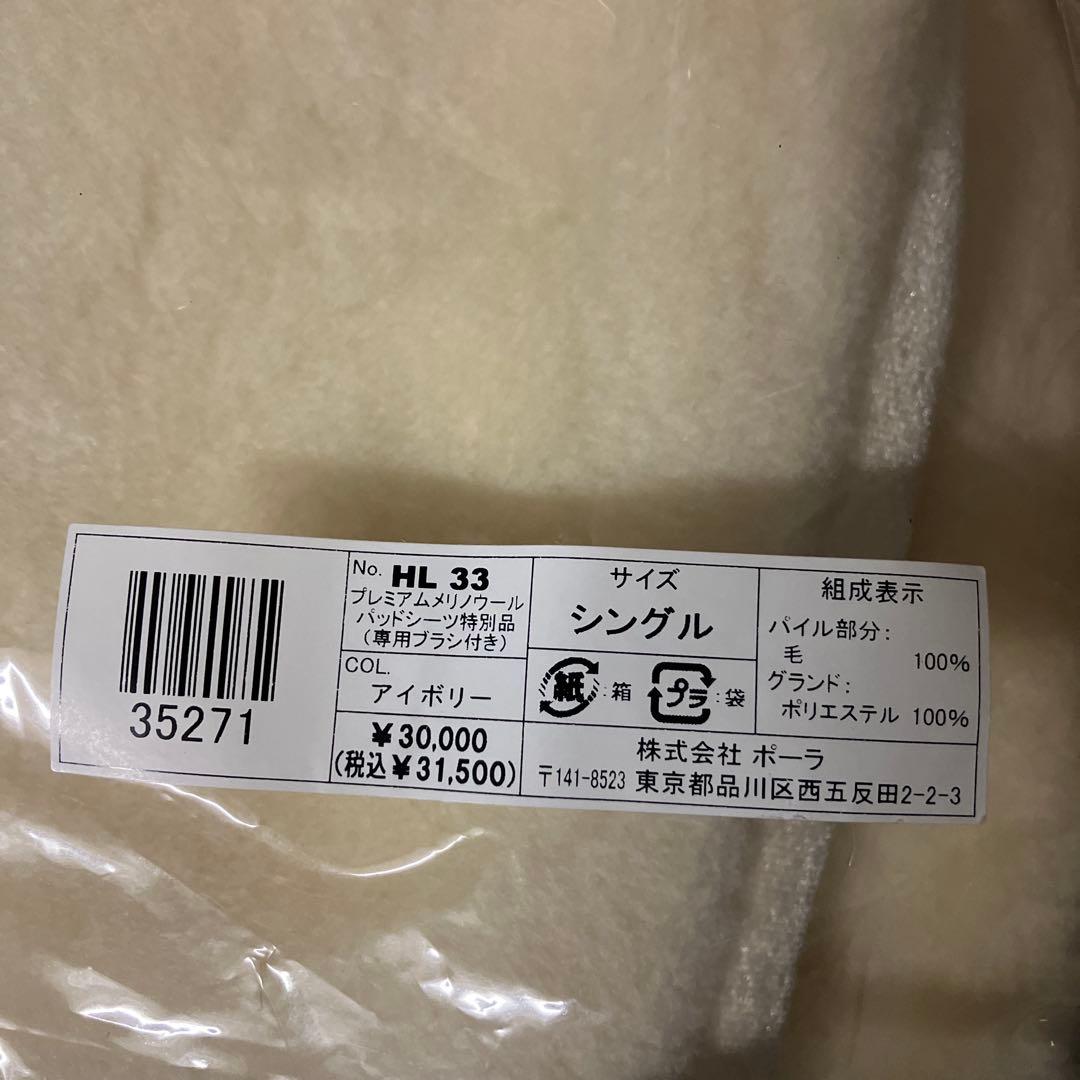 35271
No. HL 33
プレミアムメリノウール
パッドシーツ特別品
（専用ブラシ付き）
COL.
アイボリー
¥30,000
(税込¥31,500)
サイズ
シングル
紙:箱 プラ:袋
組成表示
パイル部分:
毛 100%
グランド:
ポリエステル 100%
株式会社 ポーラ
〒141-8523 東京都品川区西五反田2-2-3